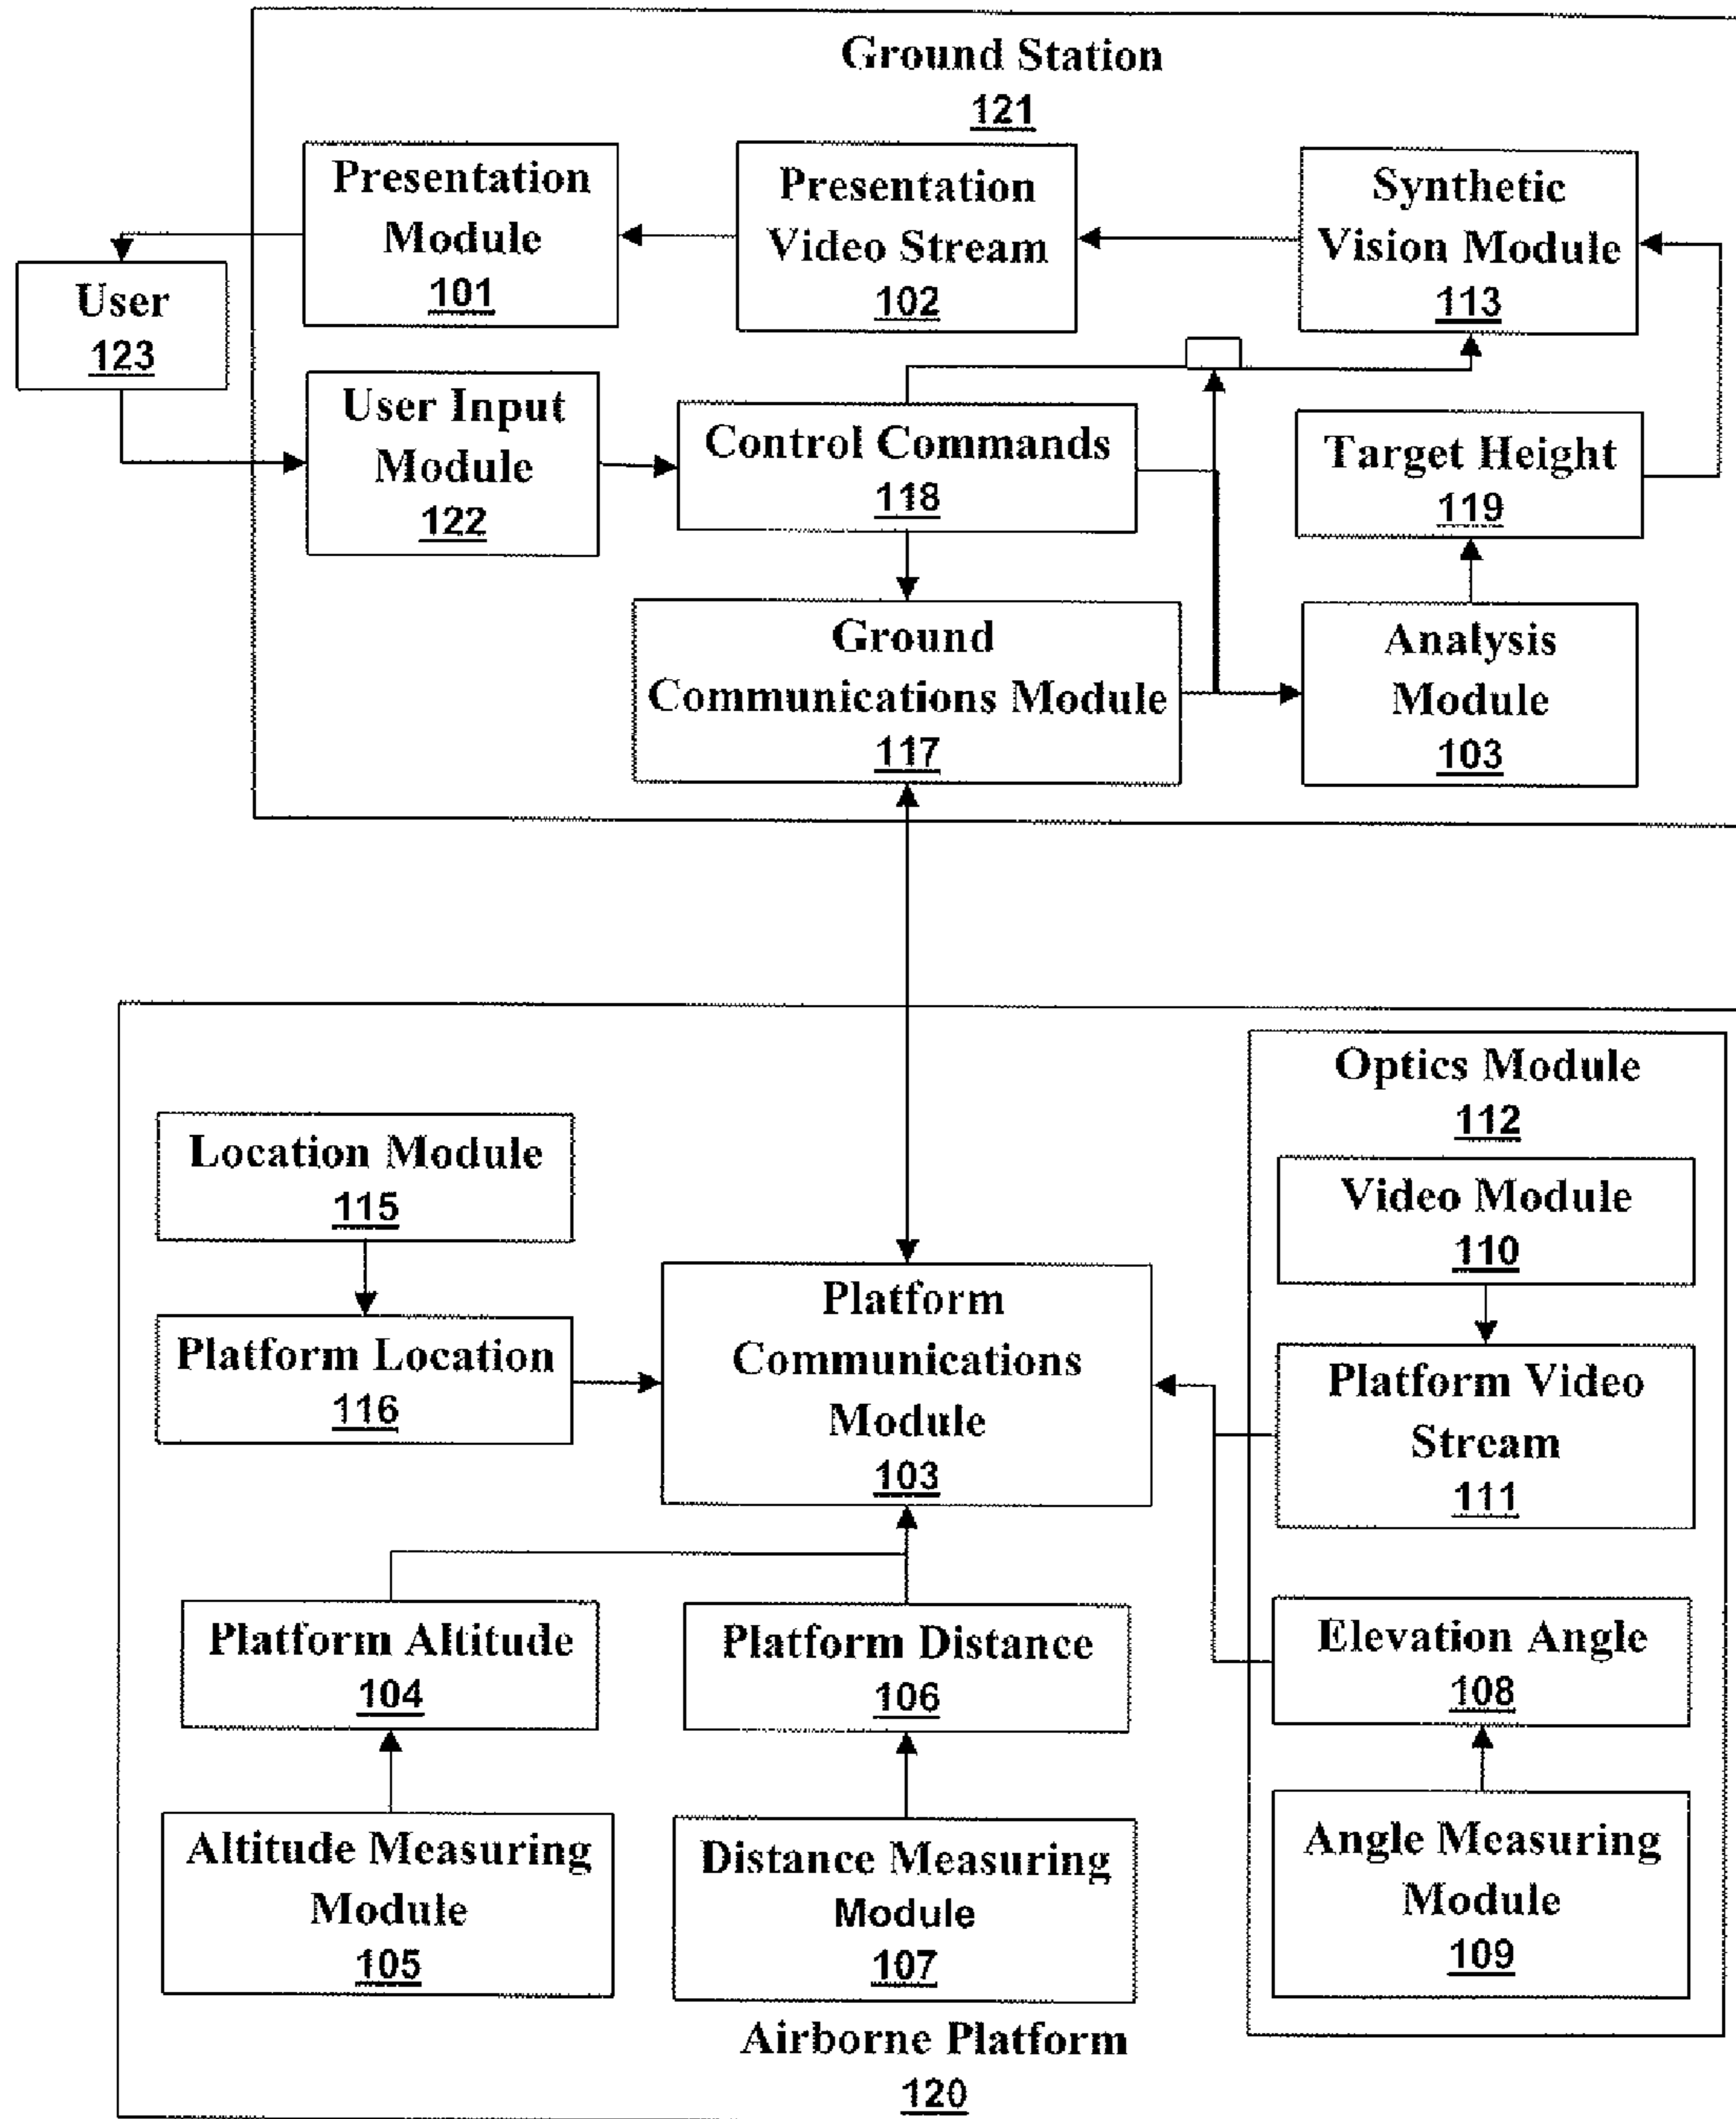 Ground Station
121
Presentation
Module
101
Presentation
Video Stream
102
Synthetic
Vision Module
113
User
123
User Input
Module
122
Control Commands
118
Target Height
119
Ground
Communications Module
117
Analysis
Module
103
Optics Module
112
Location Module
115
Video Module
110
Platform Location
116
Platform
Communications
Module
103
Platform Video
Stream
111
Platform Altitude
104
Platform Distance
106
Elevation Angle
108
Altitude Measuring
Module
105
Distance Measuring
Module
107
Angle Measuring
Module
109
Airborne Platform
120